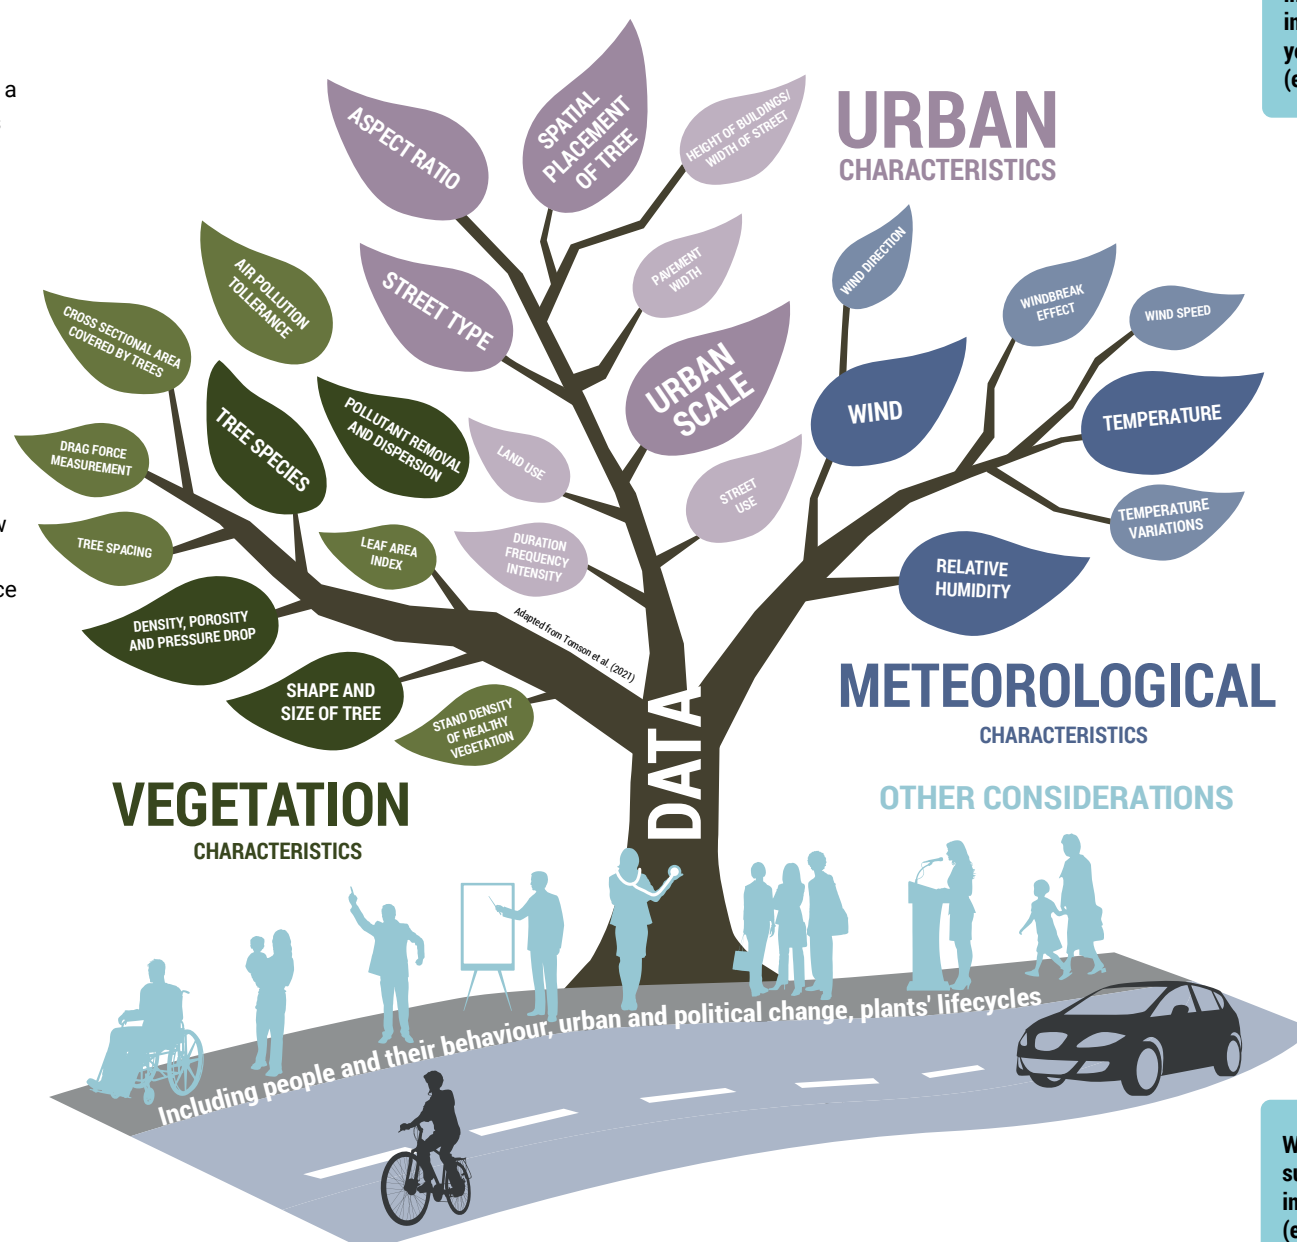 a
ce
in
yo
(e
URBAN
CHARACTERISTICS
ASPECT RATIO
SPATIAL
PLACEMENT
OF TREE
HEIGHT OF BUILDINGS/
WIDTH OF STREET
STREET TYPE
PAVEMENT
WIDTH
URBAN
SCALE
LAND USE
STREET
USE
DURATION
FREQUENCY
INTENSITY
AIR POLLUTION
TOLLERANCE
CROSS SECTIONAL AREA
COVERED BY TREES
TREE SPECIES
POLLUTANT REMOVAL
AND DISPERSION
DRAG FORCE
MEASUREMENT
TREE SPACING
LEAF AREA
INDEX
DENSITY, POROSITY
AND PRESSURE DROP
SHAPE AND
SIZE OF TREE
STAND DENSITY
OF HEALTHY
VEGETATION
Adapted from Tomson et al. (2021)
WIND DIRECTION
WINDBREAK
EFFECT
WIND SPEED
WIND
TEMPERATURE
TEMPERATURE
VARIATIONS
RELATIVE
HUMIDITY
DATA
METEOROLOGICAL
CHARACTERISTICS
VEGETATION
CHARACTERISTICS
OTHER CONSIDERATIONS
Including people and their behaviour, urban and political change, plants' lifecycles
W
su
in
(e